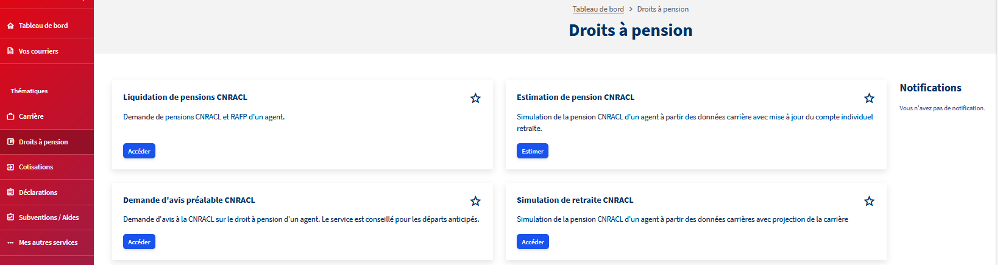 Tableau de bord
Vos courriers
Thématiques
Carrière
Droits à pension
Cotisations
Déclarations
Subventions / Aides
Mes autres services
Tableau de bord > Droits à pension
Droits à pension
Liquidation de pensions CNRACL
Demande de pensions CNRACL et RAFP d'un agent.
Accéder
Estimation de pension CNRACL
Simulation de la pension CNRACL d'un agent à partir des données carrière avec mise à jour du compte individuel
retraite.
Estimer
Demande d'avis préalable CNRACL
Demande d'avis à la CNRACL sur le droit à pension d'un agent. Le service est conseillé pour les départs anticipés.
Accéder
Simulation de retraite CNRACL
Simulation de la pension CNRACL d'un agent à partir des données carrières avec projection de la carrière
Accéder
Notifications
Vous n'avez pas de notification.